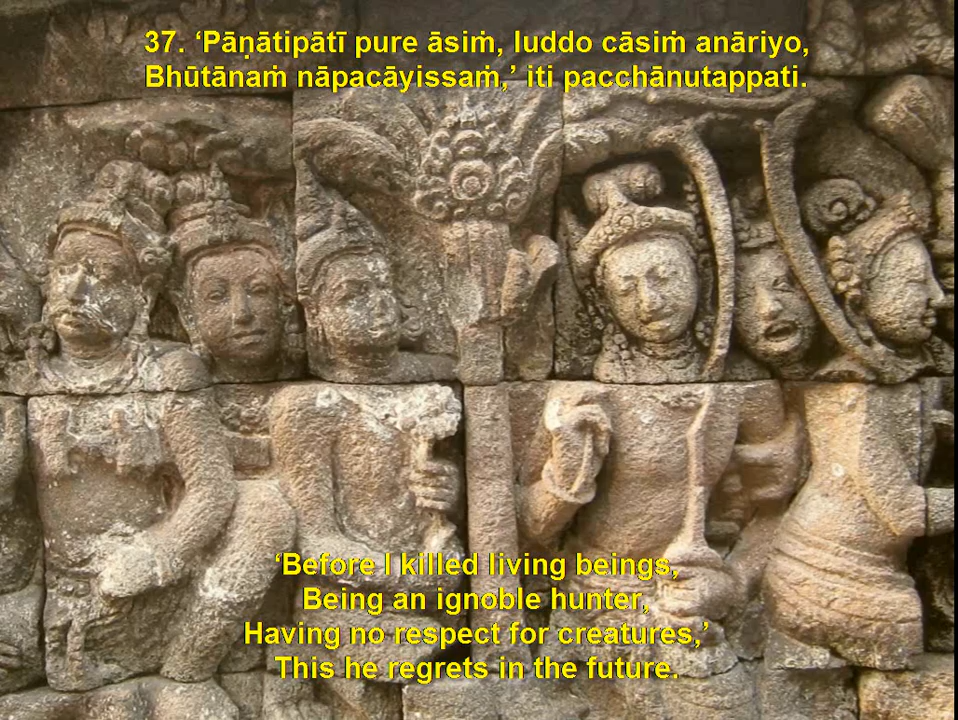 37. ‘Pāṇātipātī pure āsiṁ, luddo cāsiṁ anāriyo,
Bhūtānaṁ nāpacāyissaṁ,’ iti pacchānutappati.
‘Before I killed living beings,
Being an ignoble hunter,
Having no respect for creatures,’
This he regrets in the future.